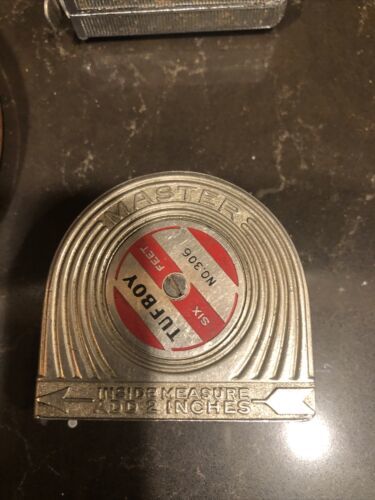 MASTER
TUFBOY
SIX FEET
NO. 306
INSIDE MEASURE
ADD 2 INCHES